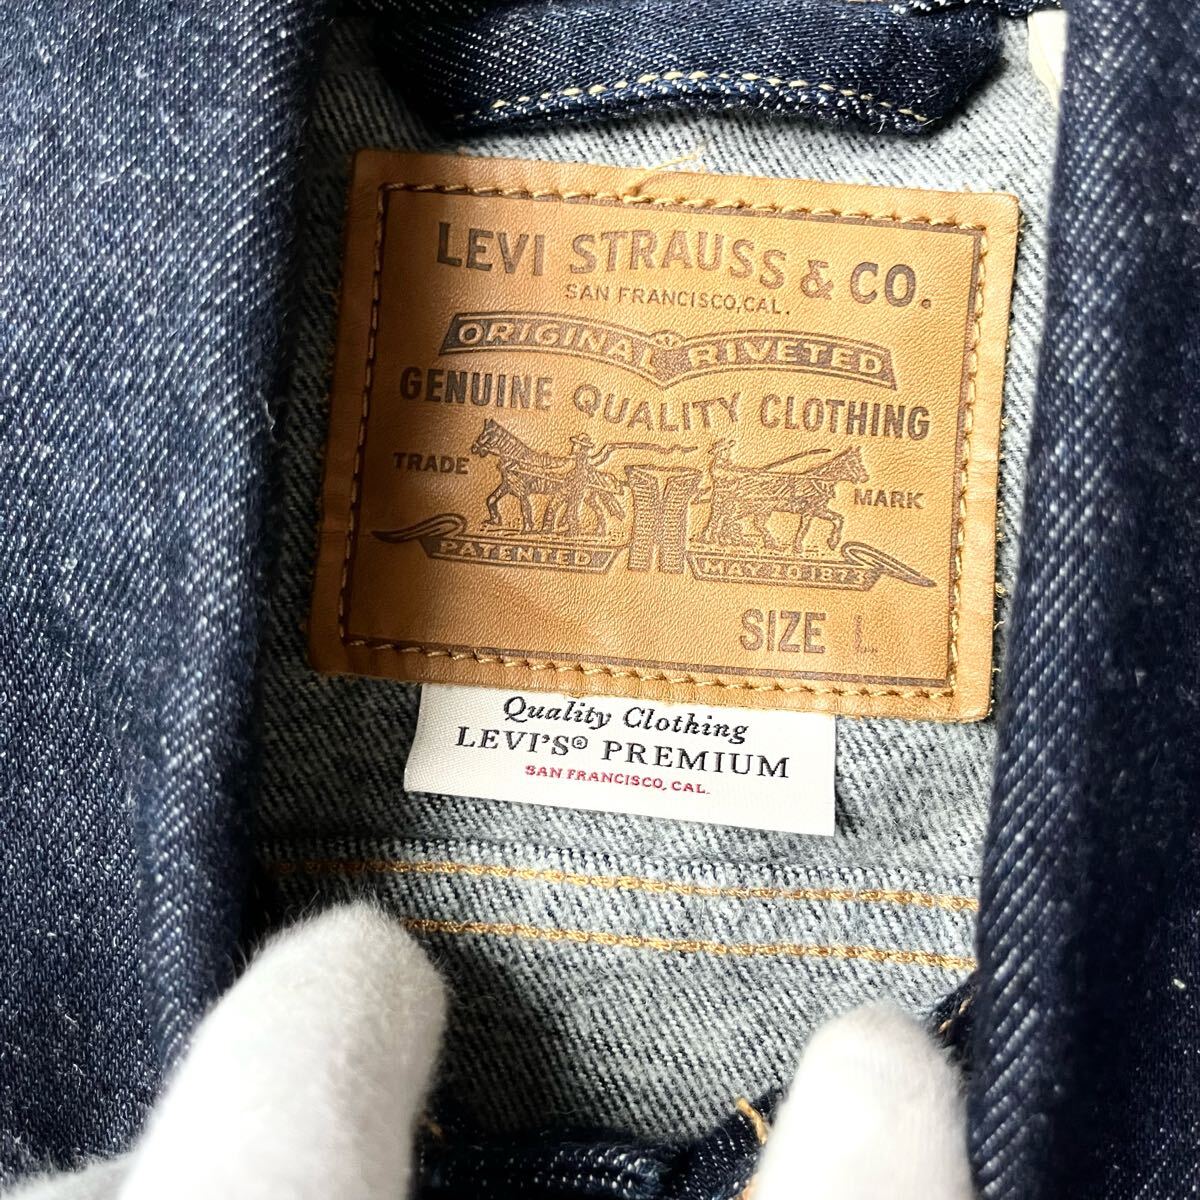 LEVI STRAUSS & CO.
SAN FRANCISCO, CAL.
ORIGINAL RIVETED
GENUINE QUALITY CLOTHING
TRADE MARK
PATENTED MAY 20 1873
SIZE L
Quality Clothing
LEVI'S® PREMIUM
SAN FRANCISCO, CAL.